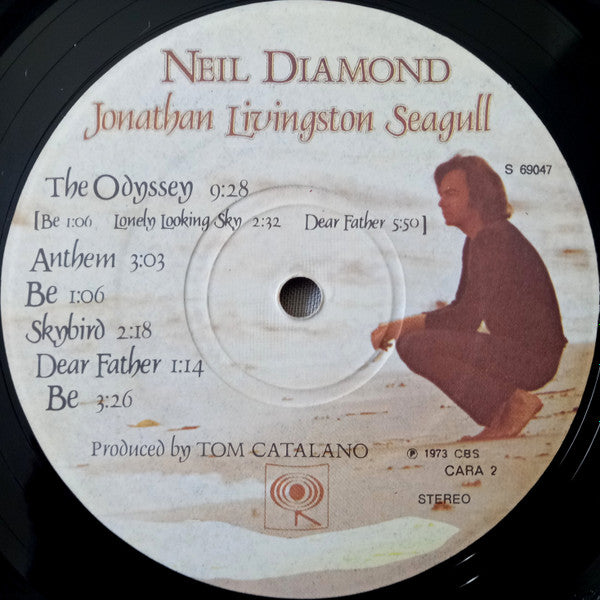 NEIL DIAMOND
Jonathan Livingston Seagull
S 69047
The Odyssey 9:28
[Be 1:06 Lonely Looking Sky 2:32 Dear Father 5:50]
Anthem 3:03
Be 1:06
Skybird 2:18
Dear Father 1:14
Be 3:26
Produced by TOM CATALANO
℗ 1973 CBS
CARA 2
STEREO